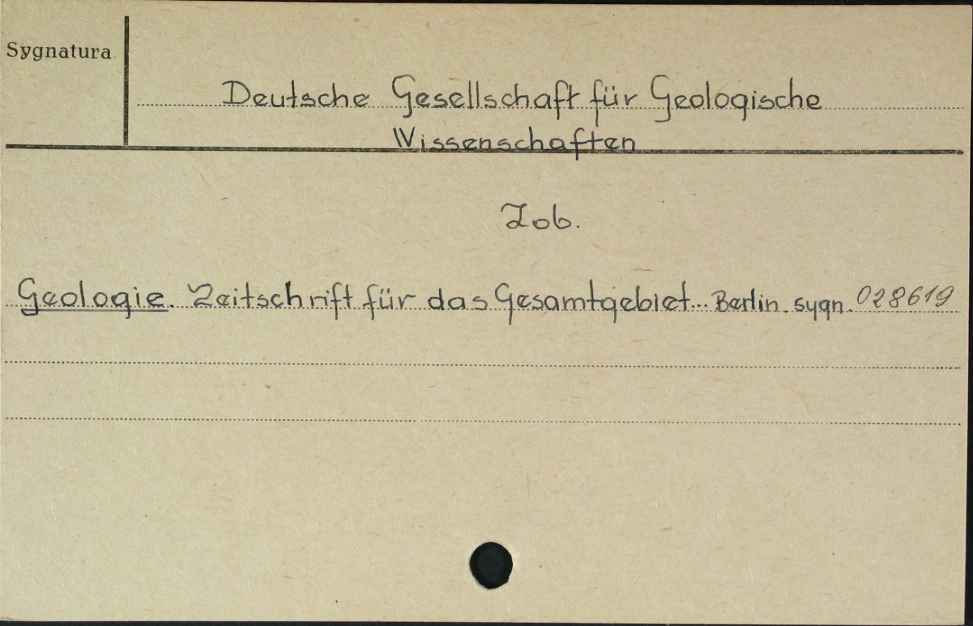 Sygnatura
Deutsche Gesellschaft für Geologische
Wissenschaften
Zob.
Geologie. Zeitschrift für das Gesamtgebiet... Berlin. sygn. 028619